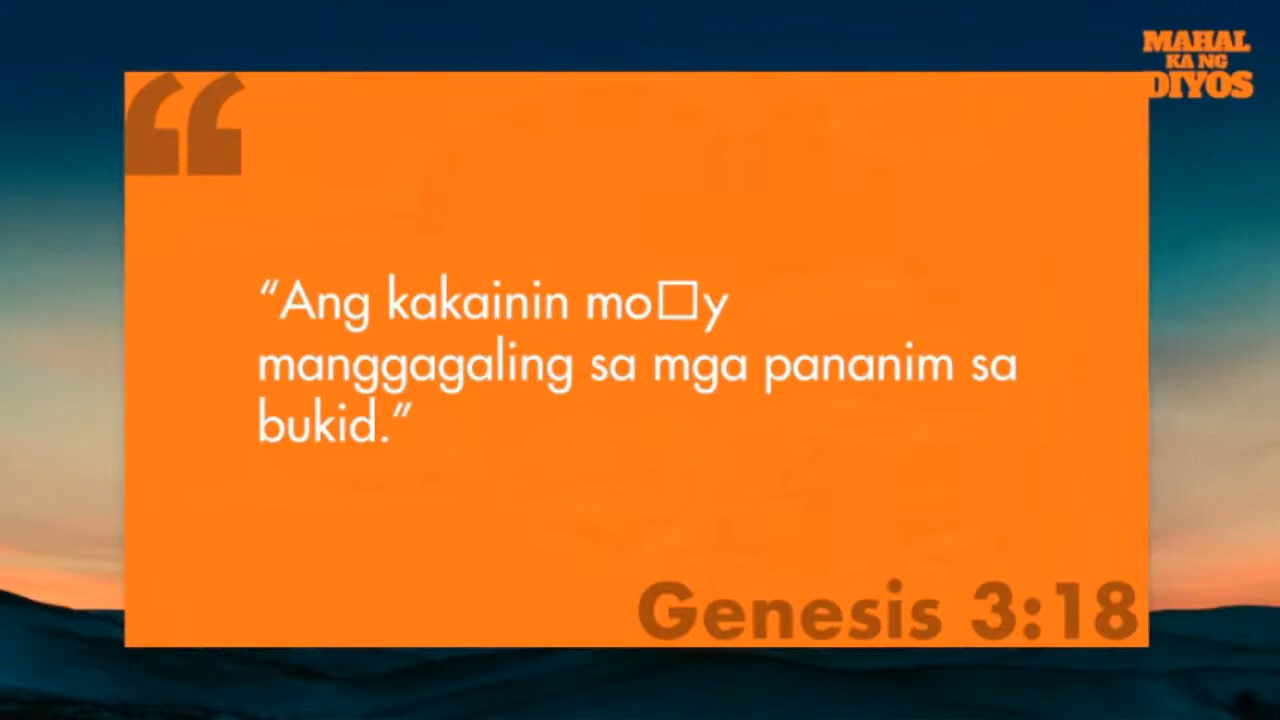 MAHAL
KA NG
DIYOS
“Ang kakainin mo□y
manggagaling sa mga pananim sa
bukid.”
Genesis 3:18